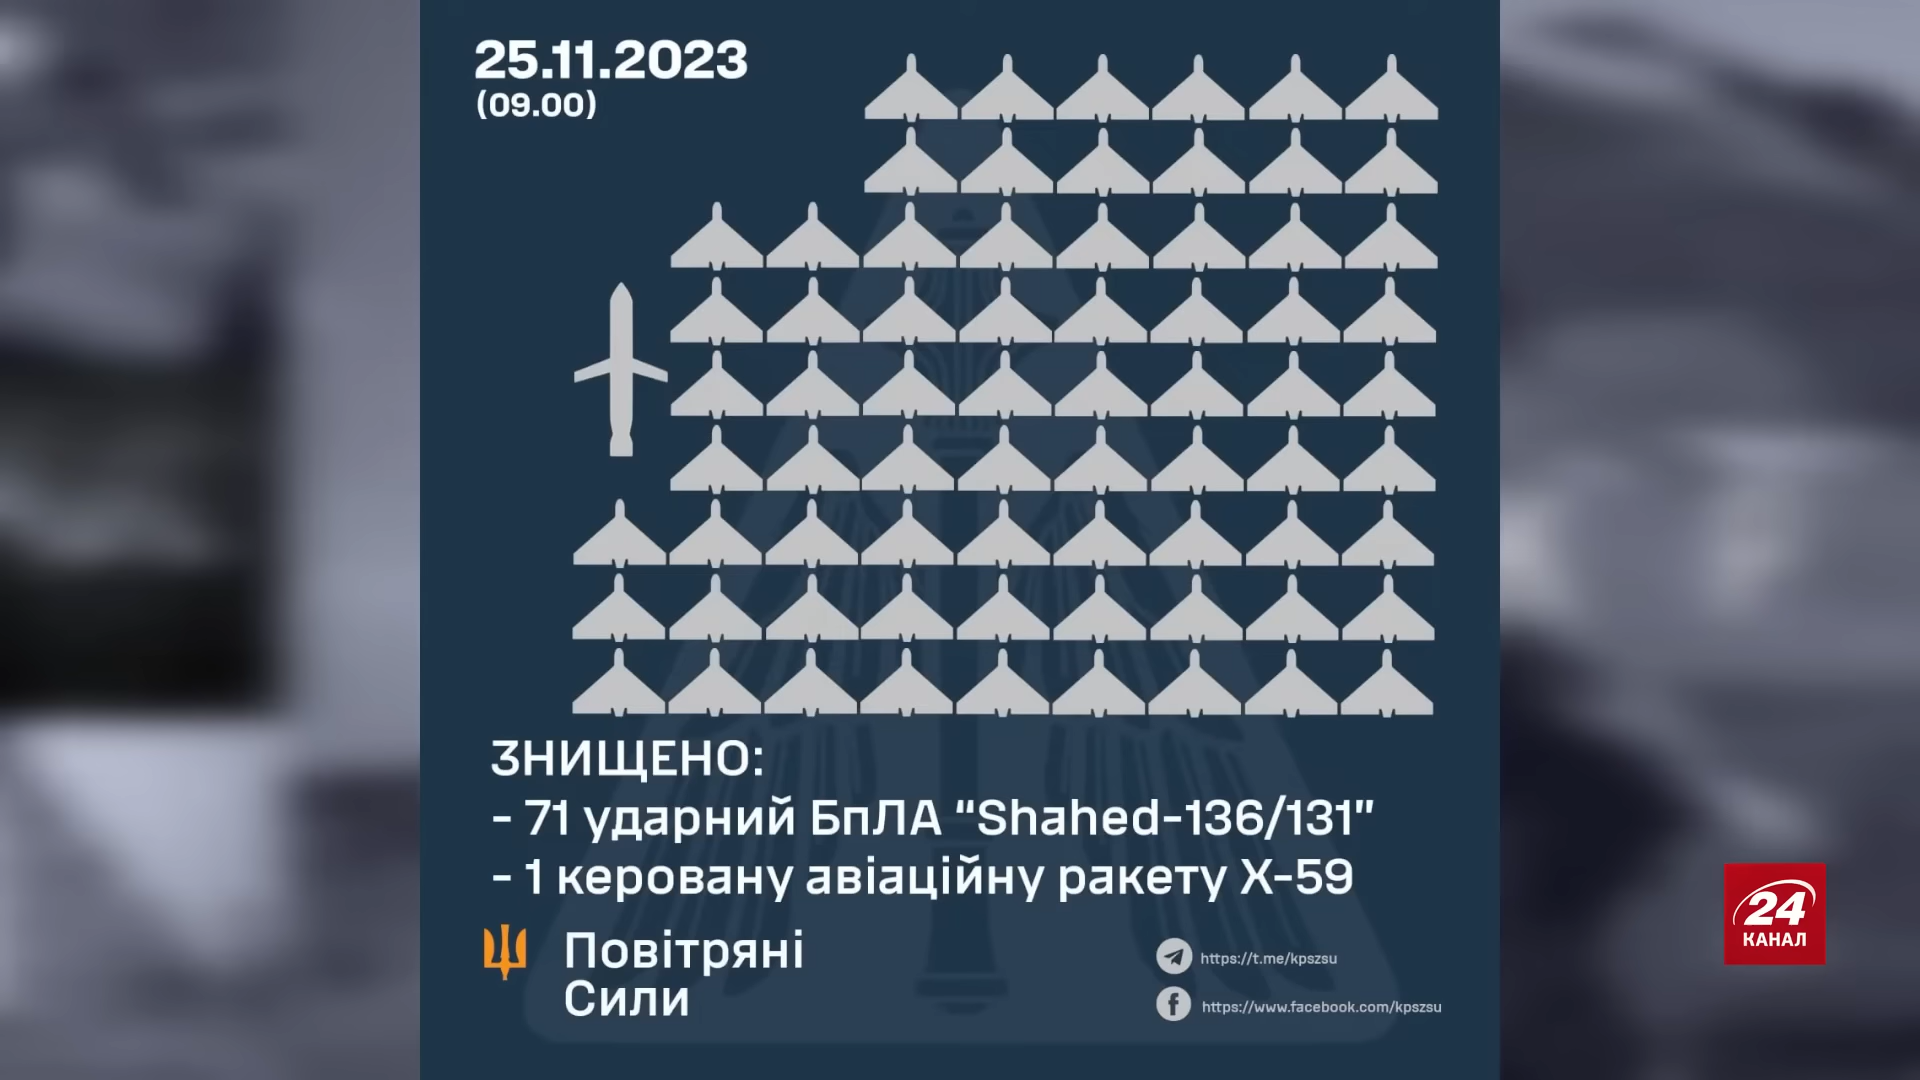 25.11.2023
(09.00)
ЗНИЩЕНО:
- 71 ударний БпЛА “Shahed-136/131”
- 1 керовану авіаційну ракету Х-59
Повітряні
Сили
https://t.me/kpszsu
https://www.facebook.com/kpszsu
24
КАНАЛ